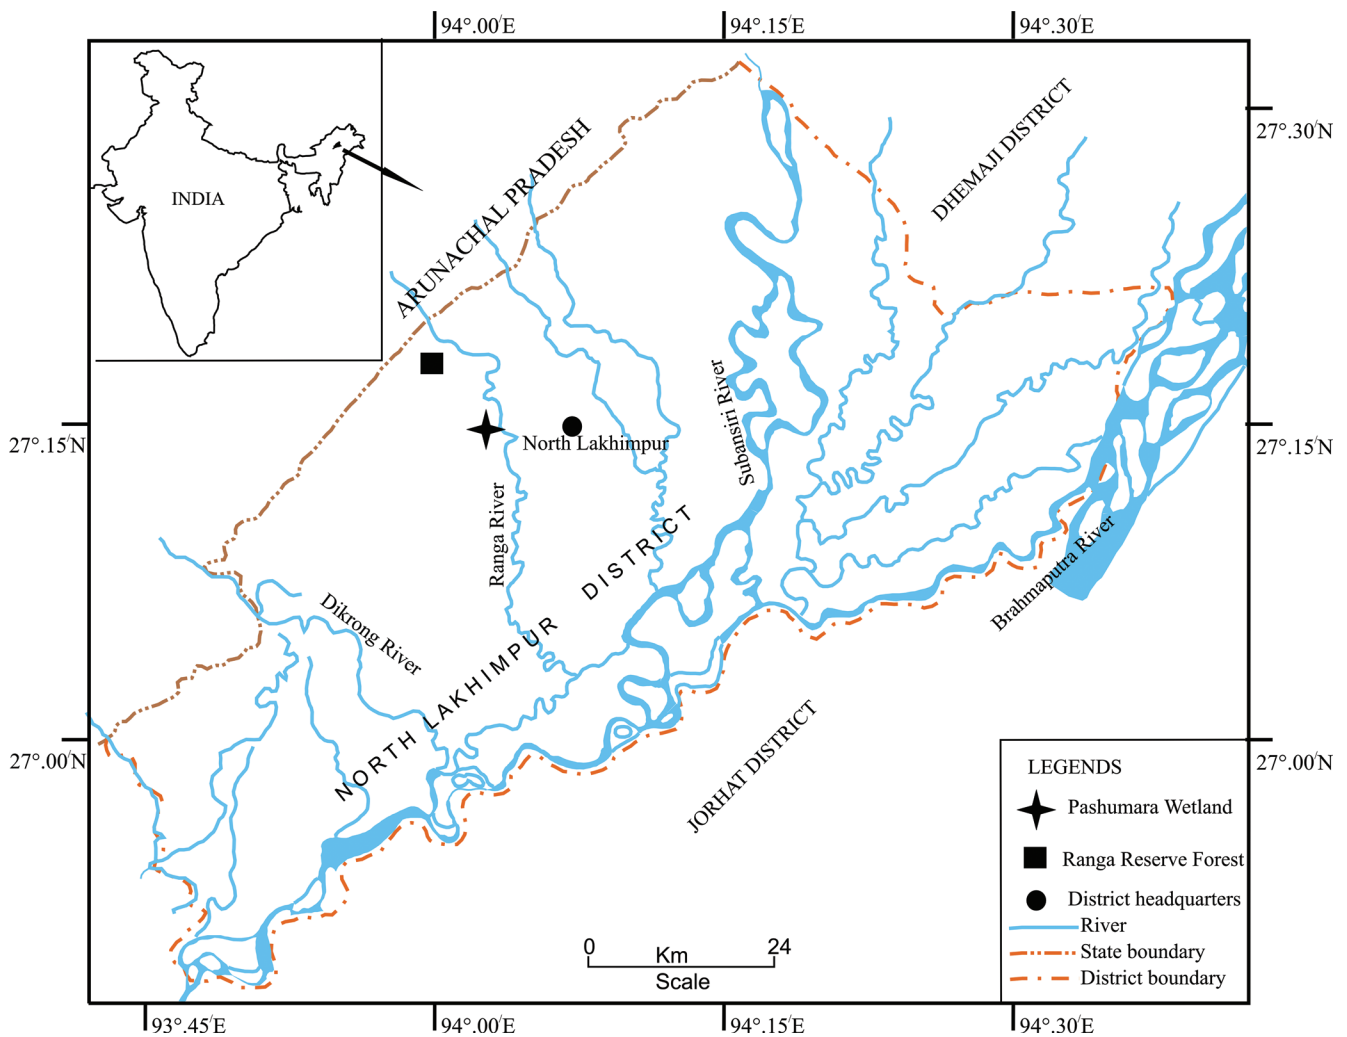 94°.00′E
94°.15′E
94°.30′E
INDIA
ARUNACHAL PRADESH
DHEMAJI DISTRICT
27°.30′N
27°.15′N
27°.15′N
North Lakhimpur
Subansiri River
Ranga River
Brahmaputra River
Dikrong River
NORTH LAKHIMPUR DISTRICT
JORHAT DISTRICT
27°.00′N
27°.00′N
LEGENDS
Pashumara Wetland
Ranga Reserve Forest
District headquarters
River
State boundary
District boundary
0 Km 24
Scale
93°.45′E
94°.00′E
94°.15′E
94°.30′E